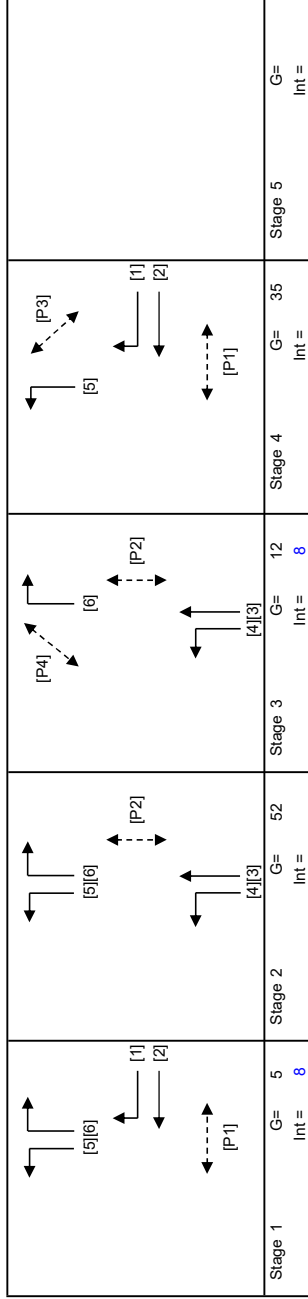 [5][6]
[1]
[2]
[P1]
Stage 1 G= 5
Int = 8
[5][6]
[P2]
[4][3]
Stage 2 G= 52
Int =
[P4]
[6]
[P2]
[4][3]
Stage 3 G= 12
Int = 8
[P3]
[5]
[1]
[2]
[P1]
Stage 4 G= 35
Int =
Stage 5 G=
Int =